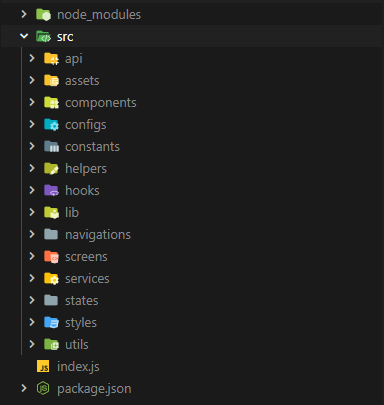 node_modules
src
api
assets
components
configs
constants
helpers
hooks
lib
navigations
screens
services
states
styles
utils
JS index.js
package.json